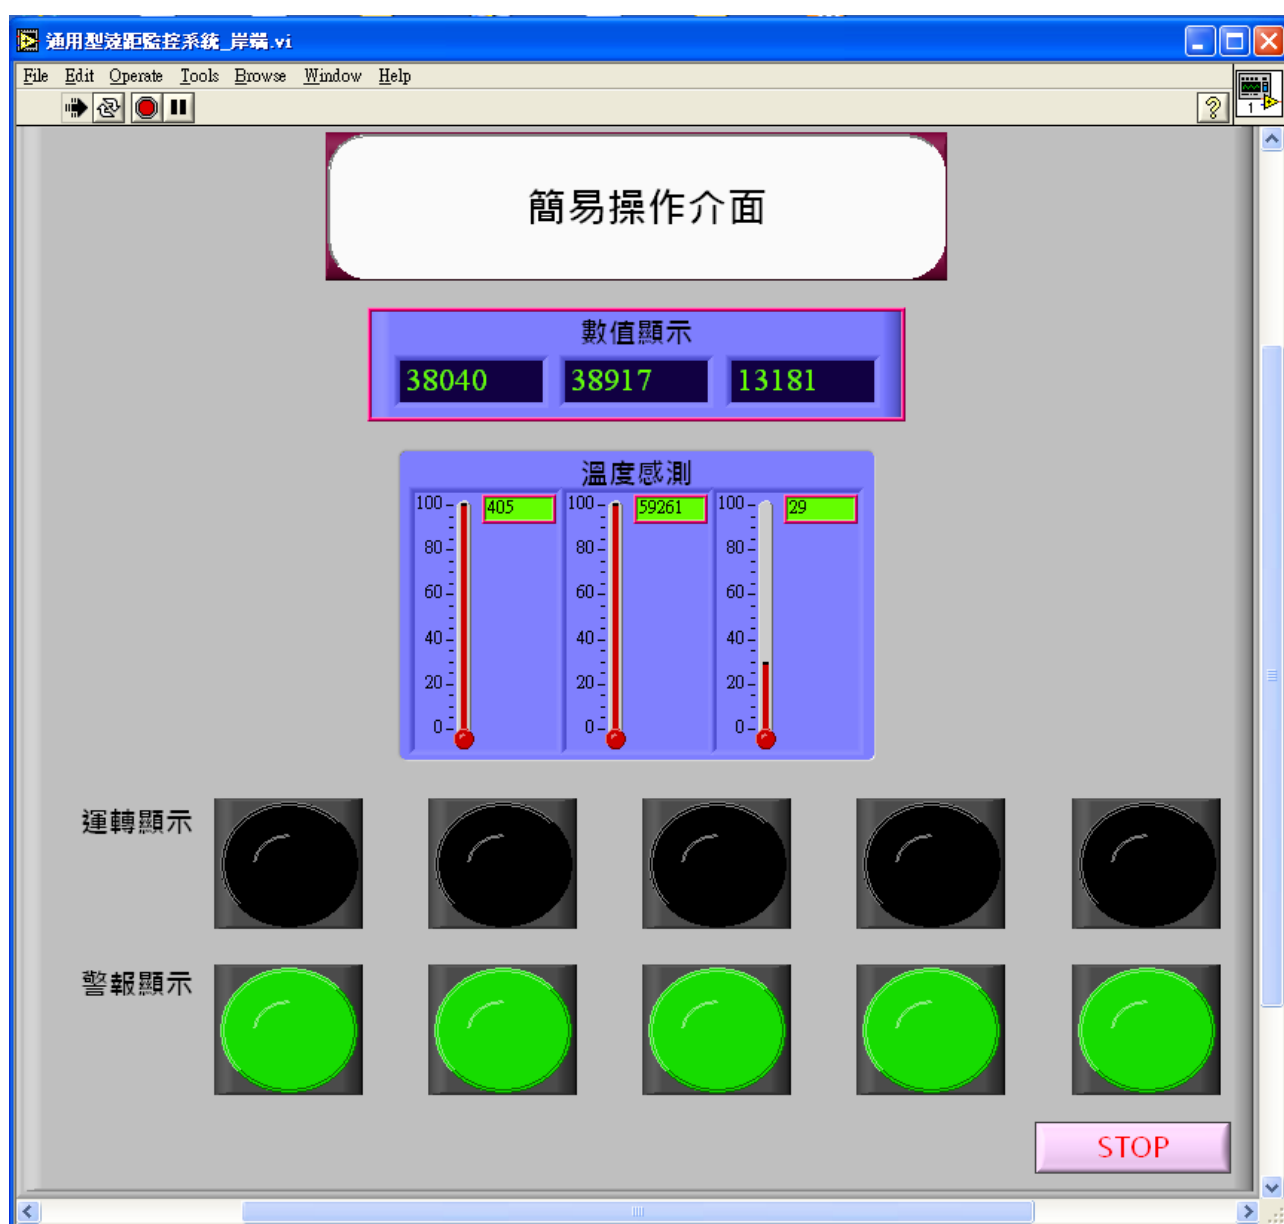 通用型遠距監控系統_岸端.vi
File Edit Operate Tools Browse Window Help
1
簡易操作介面
數值顯示
38040 38917 13181
溫度感測
100 405 100 59261 100 29
80 80 80
60 60 60
40 40 40
20 20 20
0 0 0
運轉顯示
警報顯示
STOP